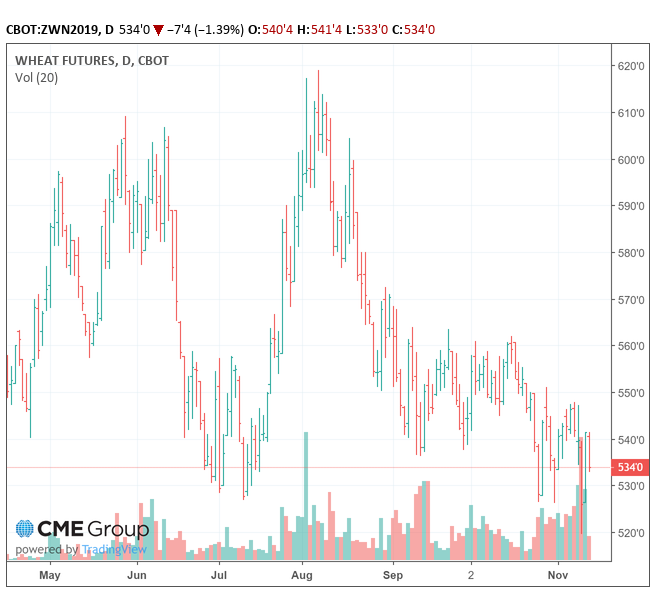 CBOT:ZWN2019, D 534'0 ▼ −7'4 (−1.39%) O:540'4 H:541'4 L:533'0 C:534'0
WHEAT FUTURES, D, CBOT
Vol (20)
620'0
610'0
600'0
590'0
580'0
570'0
560'0
550'0
540'0
534'0
530'0
520'0
CME Group
powered by TradingView
May Jun Jul Aug Sep 2 Nov